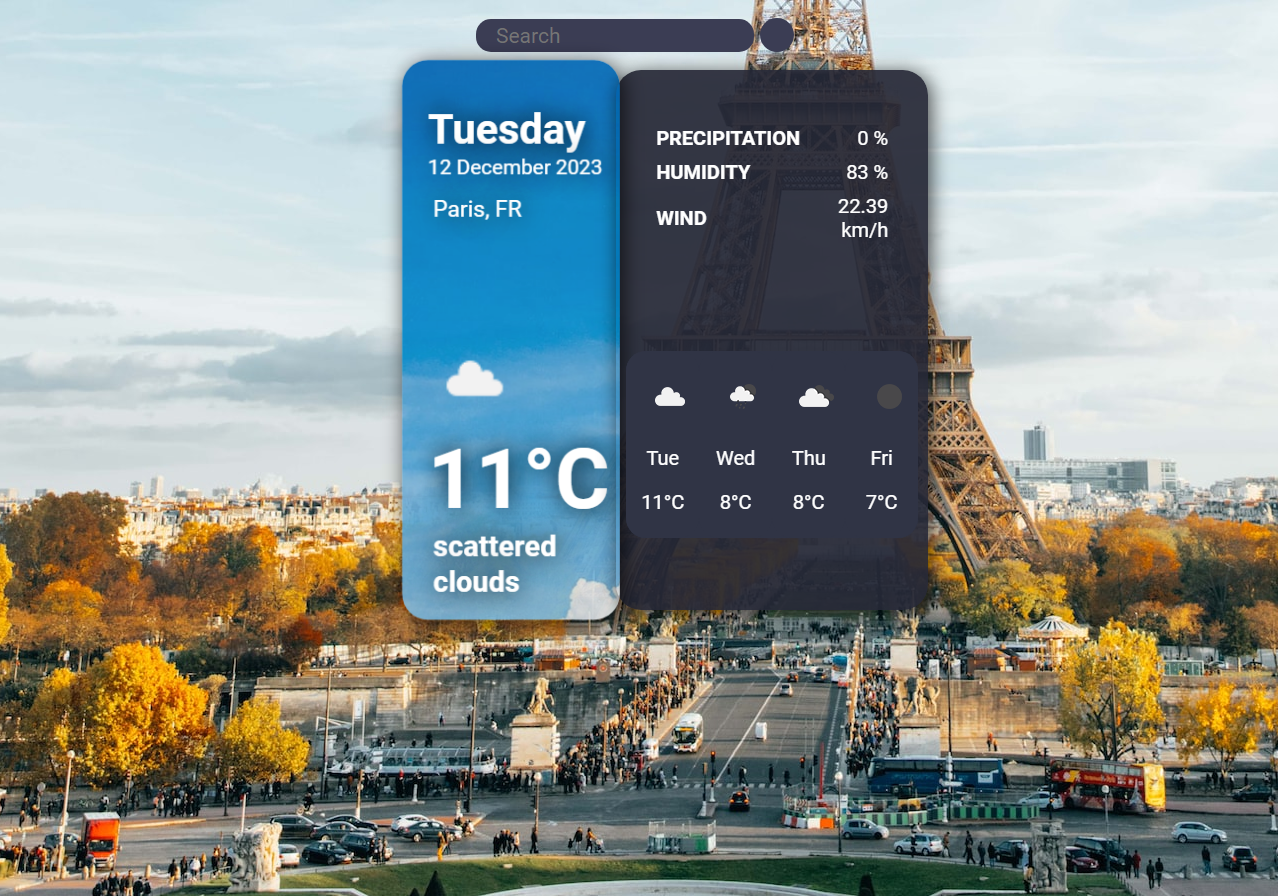 Search
Tuesday
12 December 2023
Paris, FR
11°C
scattered
clouds
PRECIPITATION 0 %
HUMIDITY 83 %
WIND 22.39
km/h
Tue Wed Thu Fri
11°C 8°C 8°C 7°C